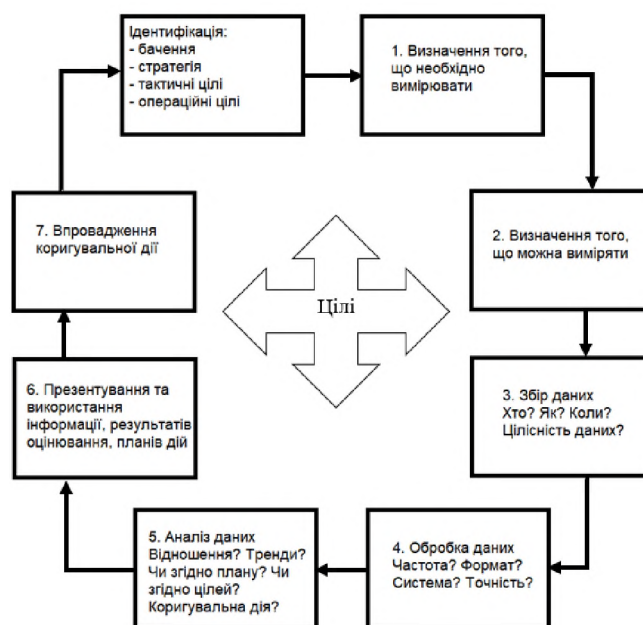 Ідентифікація:
- бачення
- стратегія
- тактичні цілі
- операційні цілі
1. Визначення того,
що необхідно
вимірювати
2. Визначення того,
що можна виміряти
3. Збір даних
Хто? Як? Коли?
Цілісність даних?
4. Обробка даних
Частота? Формат?
Система? Точність?
5. Аналіз даних
Відношення? Тренди?
Чи згідно плану? Чи
згідно цілей?
Коригувальна дія?
6. Презентування та
використання
інформації, результатів
оцінювання, планів дій
7. Впровадження
коригувальної дії
Цілі